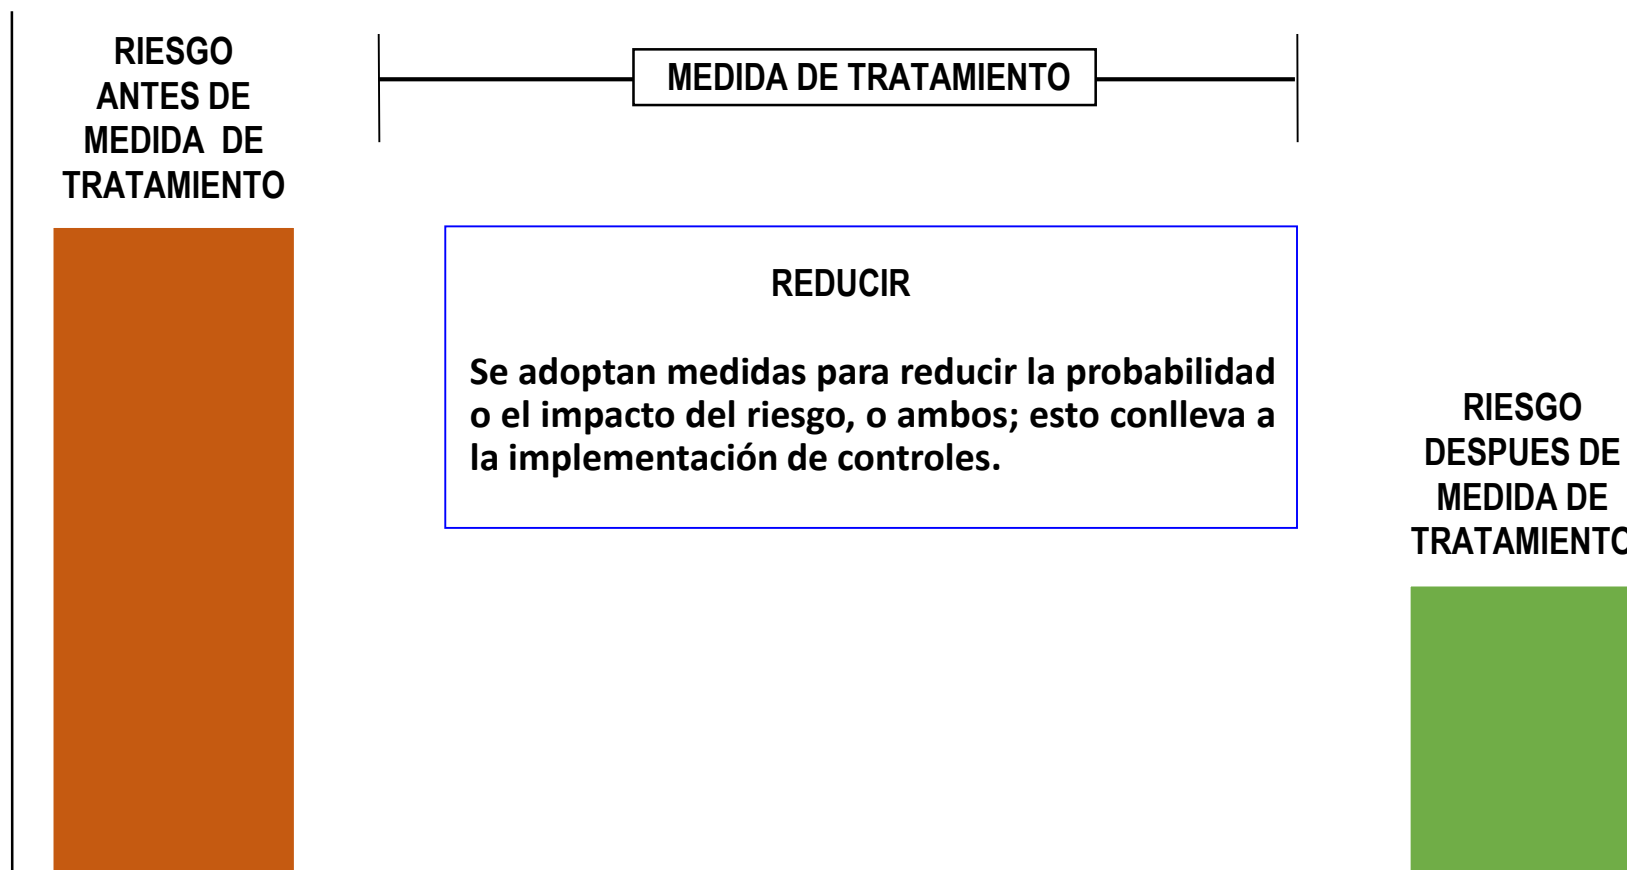 RIESGO
ANTES DE
MEDIDA DE
TRATAMIENTO
MEDIDA DE TRATAMIENTO
REDUCIR
Se adoptan medidas para reducir la probabilidad
o el impacto del riesgo, o ambos; esto conlleva a
la implementación de controles.
RIESGO
DESPUES DE
MEDIDA DE
TRATAMIENTO